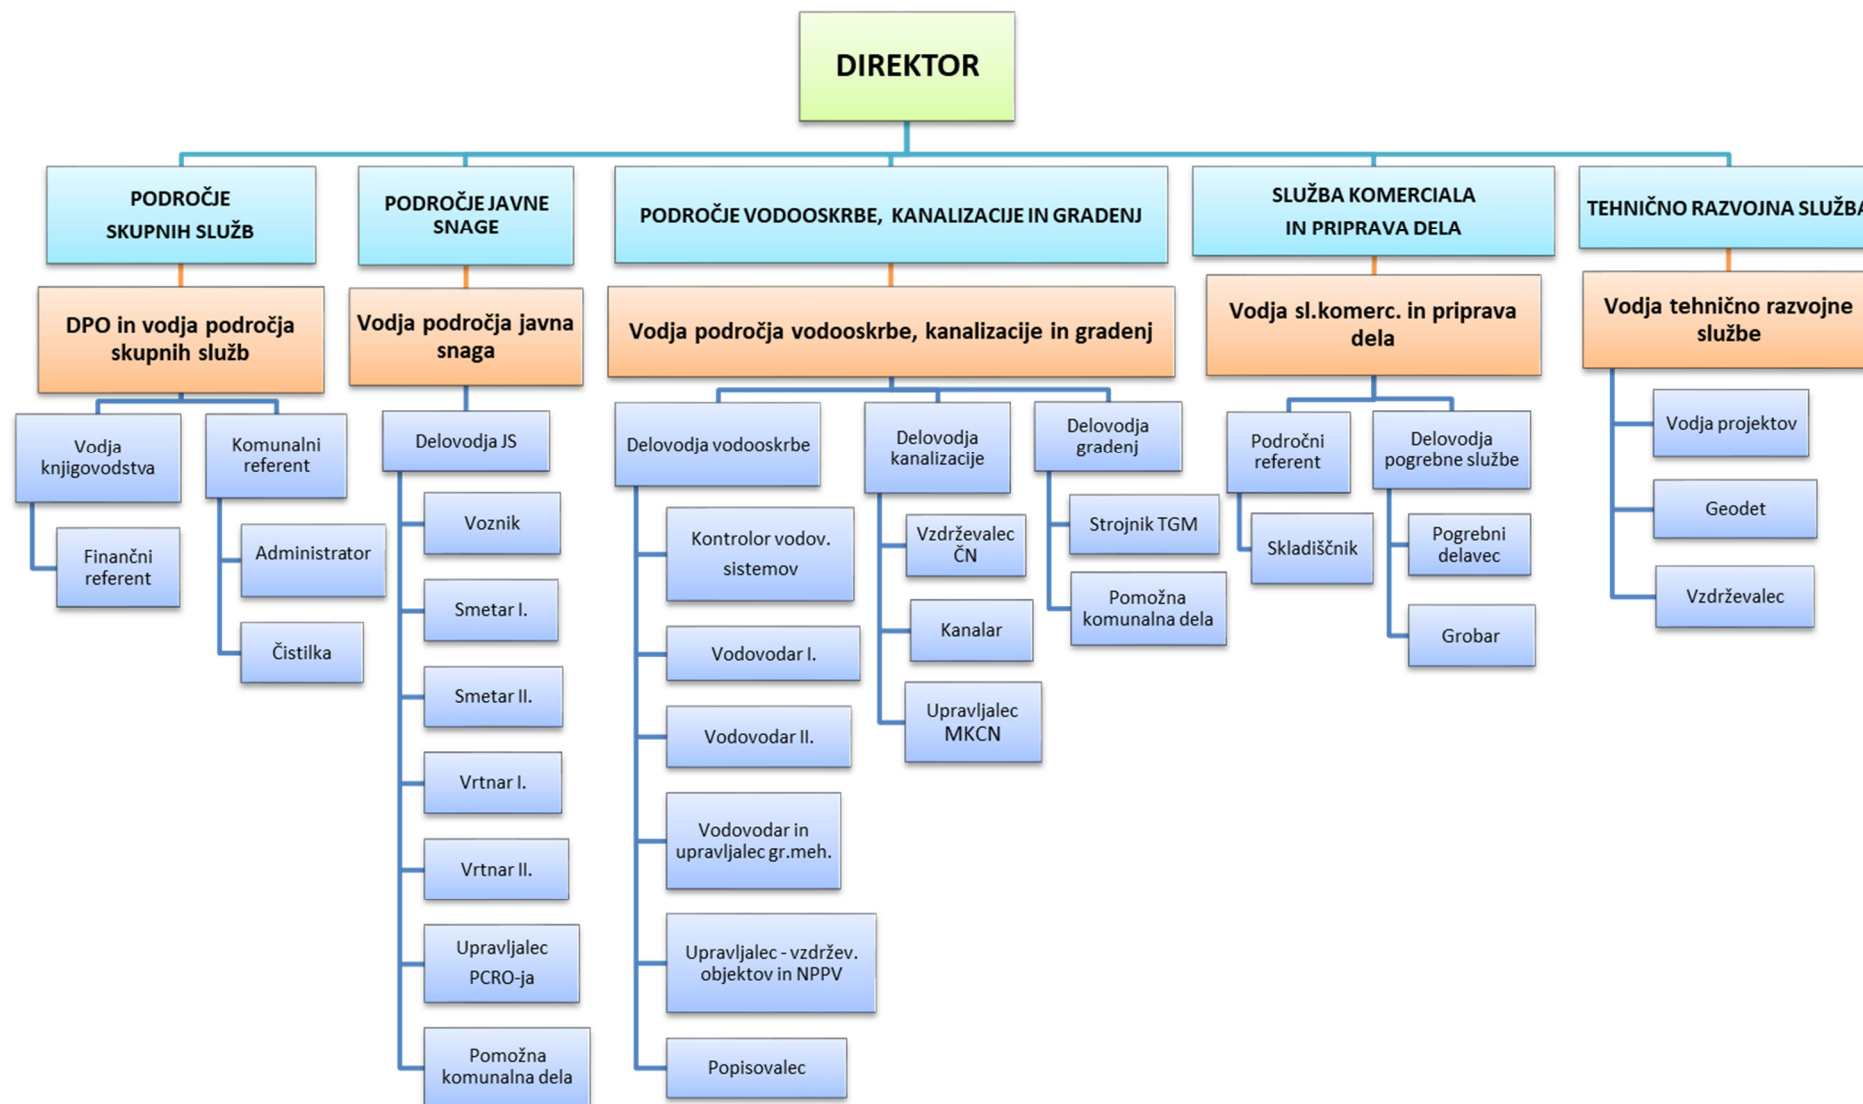 DIREKTOR
PODROČJE
SKUPNIH SLUŽB
DPO in vodja področja
skupnih služb
Vodja
knjigovodstva
Finančni
referent
Komunalni
referent
Administrator
Čistilka
PODROČJE JAVNE
SNAGE
Vodja področja javna
snaga
Delovodja JS
Voznik
Smetar I.
Smetar II.
Vrtnar I.
Vrtnar II.
Upravljalec
PCRO-ja
Pomožna
komunalna dela
PODROČJE VODOOSKRBE, KANALIZACIJE IN GRADENJ
Vodja področja vodooskrbe, kanalizacije in gradenj
Delovodja vodooskrbe
Kontrolor vodov.
sistemov
Vodovodar I.
Vodovodar II.
Vodovodar in
upravljalec gr.meh.
Upravljalec - vzdržev.
objektov in NPPV
Popisovalec
Delovodja
kanalizacije
Vzdrževalec
ČN
Kanalar
Upravljalec
MKCN
Delovodja
gradenj
Strojnik TGM
Pomožna
komunalna dela
SLUŽBA KOMERCIALA
IN PRIPRAVA DELA
Vodja sl.komerc. in priprava
dela
Področni
referent
Skladiščnik
Delovodja
pogrebne službe
Pogrebni
delavec
Grobar
TEHNIČNO RAZVOJNA SLUŽBA
Vodja tehnično razvojne
službe
Vodja projektov
Geodet
Vzdrževalec